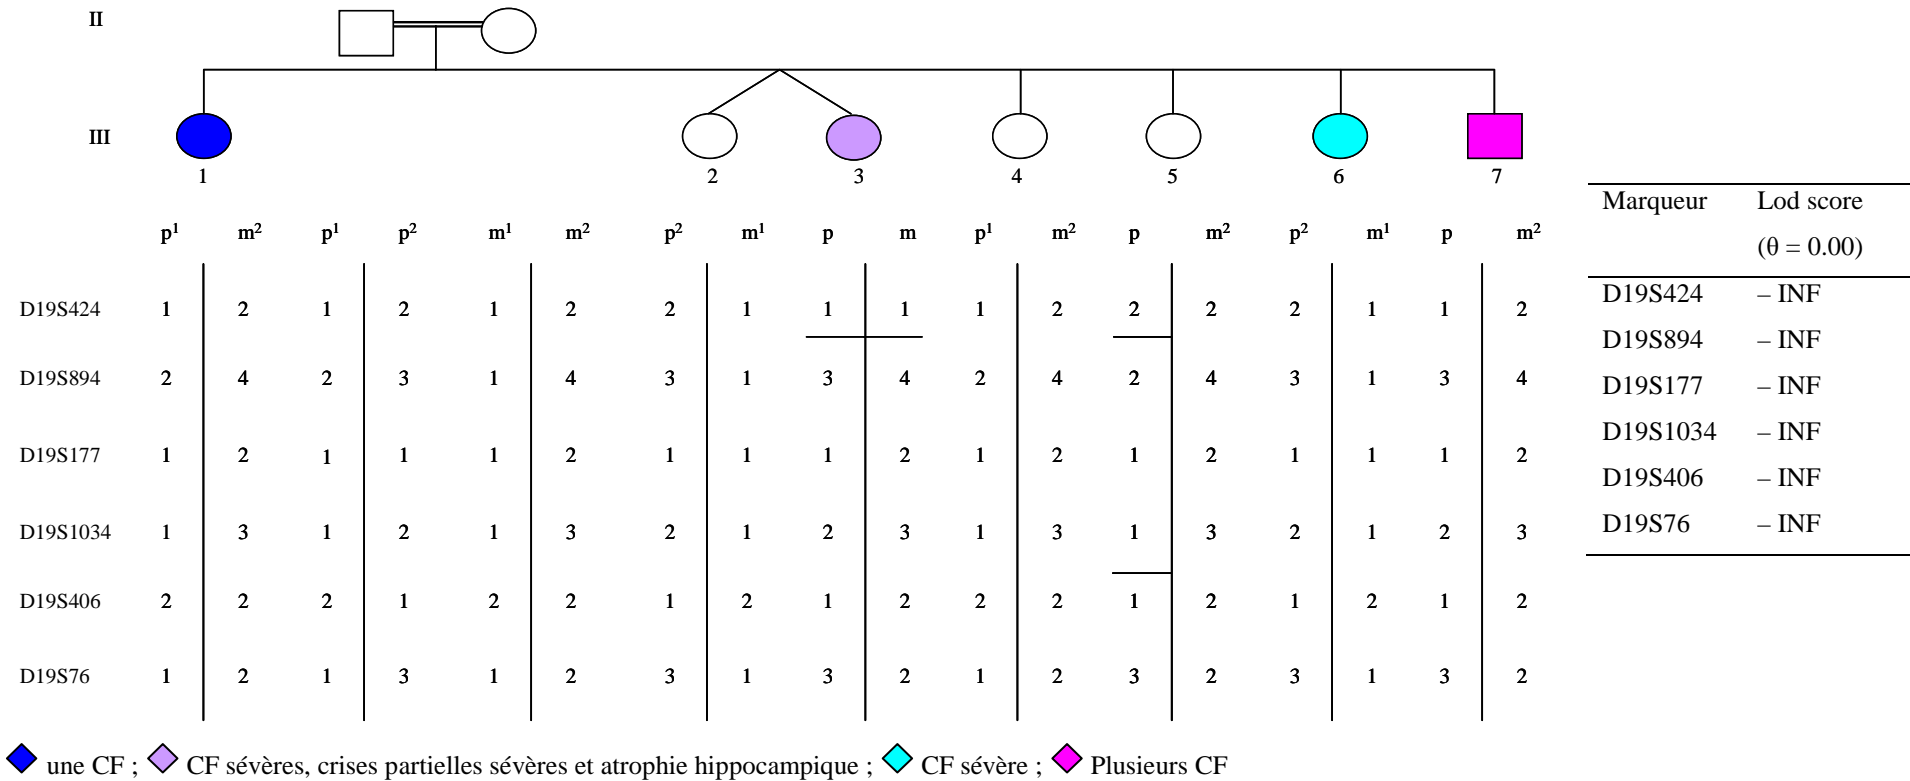 II
III
1 2 3 4 5 6 7
p¹ m² p¹ p² m¹ m² p² m¹ p m p¹ m² p m² p² m¹ p m²
D19S424 1 2 1 2 1 2 2 1 1 1 1 2 2 2 2 1 1 2
D19S894 2 4 2 3 1 4 3 1 3 4 2 4 2 4 3 1 3 4
D19S177 1 2 1 1 1 2 1 1 1 2 1 2 1 2 1 1 1 2
D19S1034 1 3 1 2 1 3 2 1 2 3 1 3 1 3 2 1 2 3
D19S406 2 2 2 1 2 2 1 2 1 2 2 2 1 2 1 2 1 2
D19S76 1 2 1 3 1 2 3 1 3 2 1 2 3 2 3 1 3 2
Marqueur Lod score
(θ = 0.00)
D19S424 – INF
D19S894 – INF
D19S177 – INF
D19S1034 – INF
D19S406 – INF
D19S76 – INF
une CF ; CF sévères, crises partielles sévères et atrophie hippocampique ; CF sévère ; Plusieurs CF